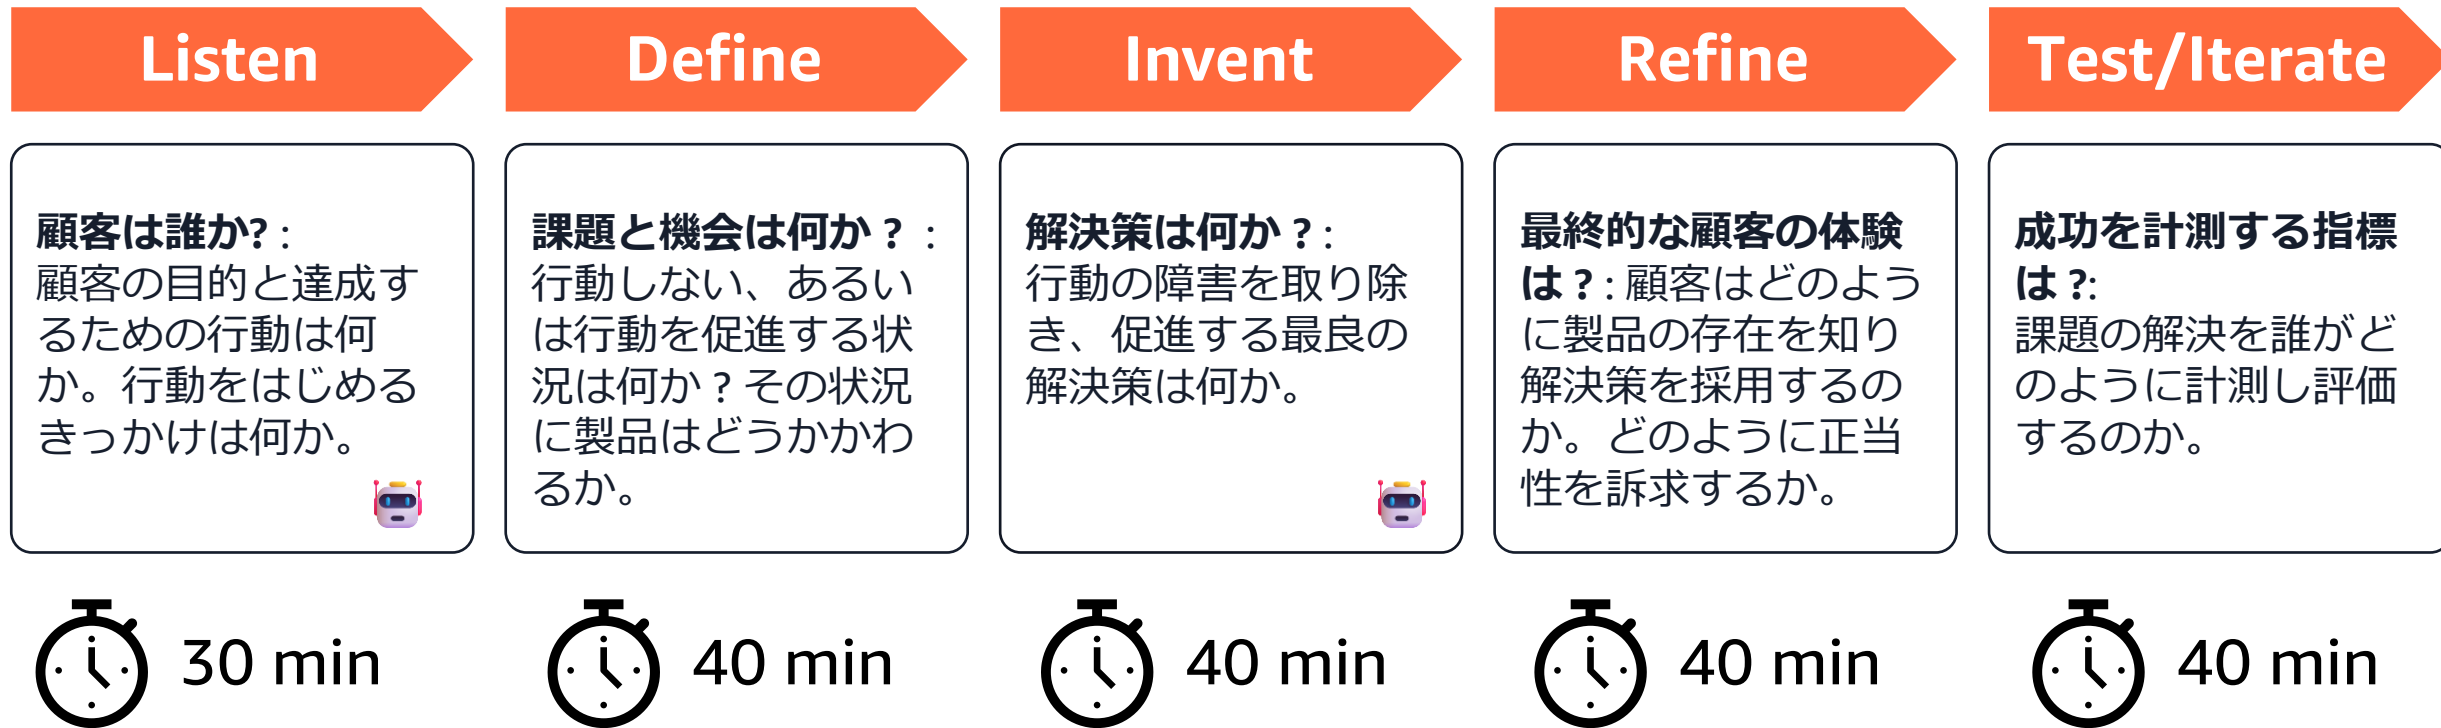 Listen
顧客は誰か? :
顧客の目的と達成す
るための行動は何
か。行動をはじめる
きっかけは何か。
30 min
Define
課題と機会は何か ? :
行動しない、あるい
は行動を促進する状
況は何か ? その状況
に製品はどうかかわ
るか。
40 min
Invent
解決策は何か ? :
行動の障害を取り除
き、促進する最良の
解決策は何か。
40 min
Refine
最終的な顧客の体験
は ? : 顧客はどのよう
に製品の存在を知り
解決策を採用するの
か。どのように正当
性を訴求するか。
40 min
Test/Iterate
成功を計測する指標
は ?:
課題の解決を誰がど
のように計測し評価
するのか。
40 min